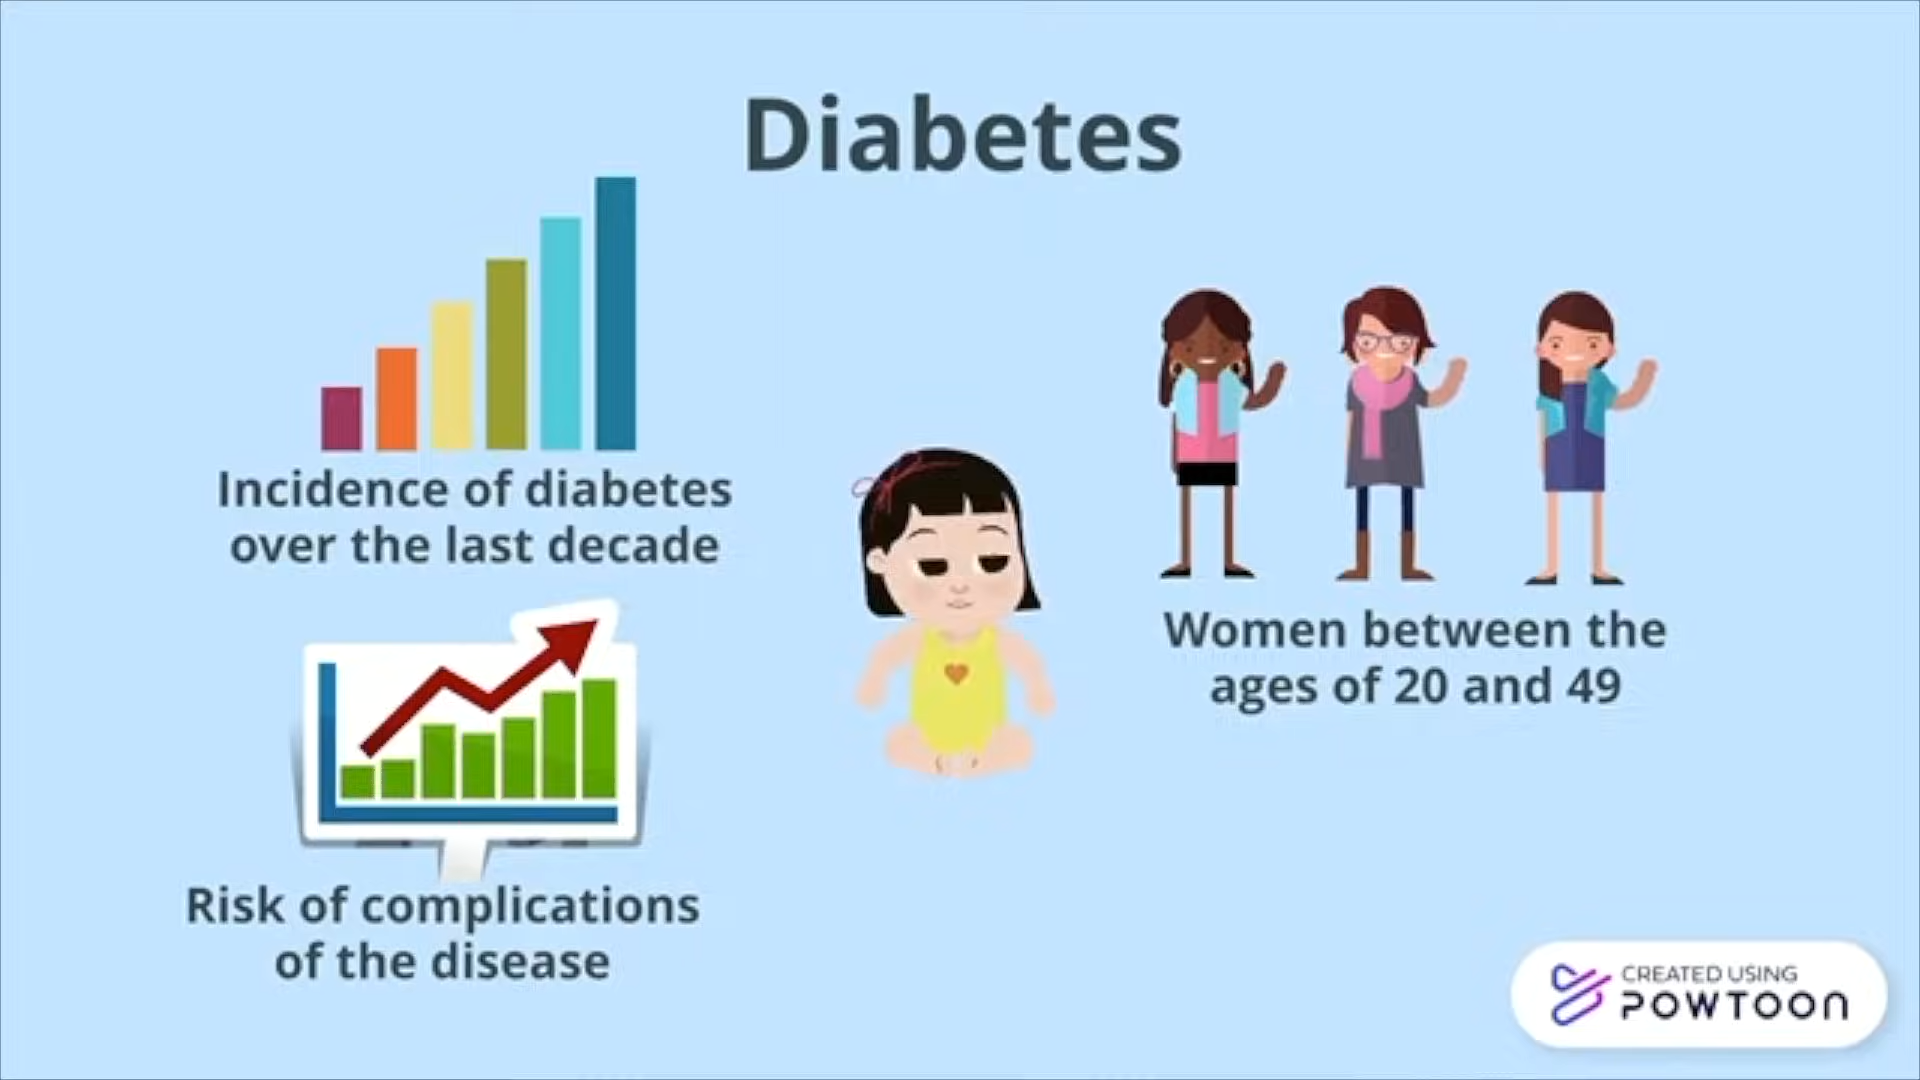 Diabetes
Incidence of diabetes
over the last decade
Risk of complications
of the disease
Women between the
ages of 20 and 49
CREATED USING
POWTOON